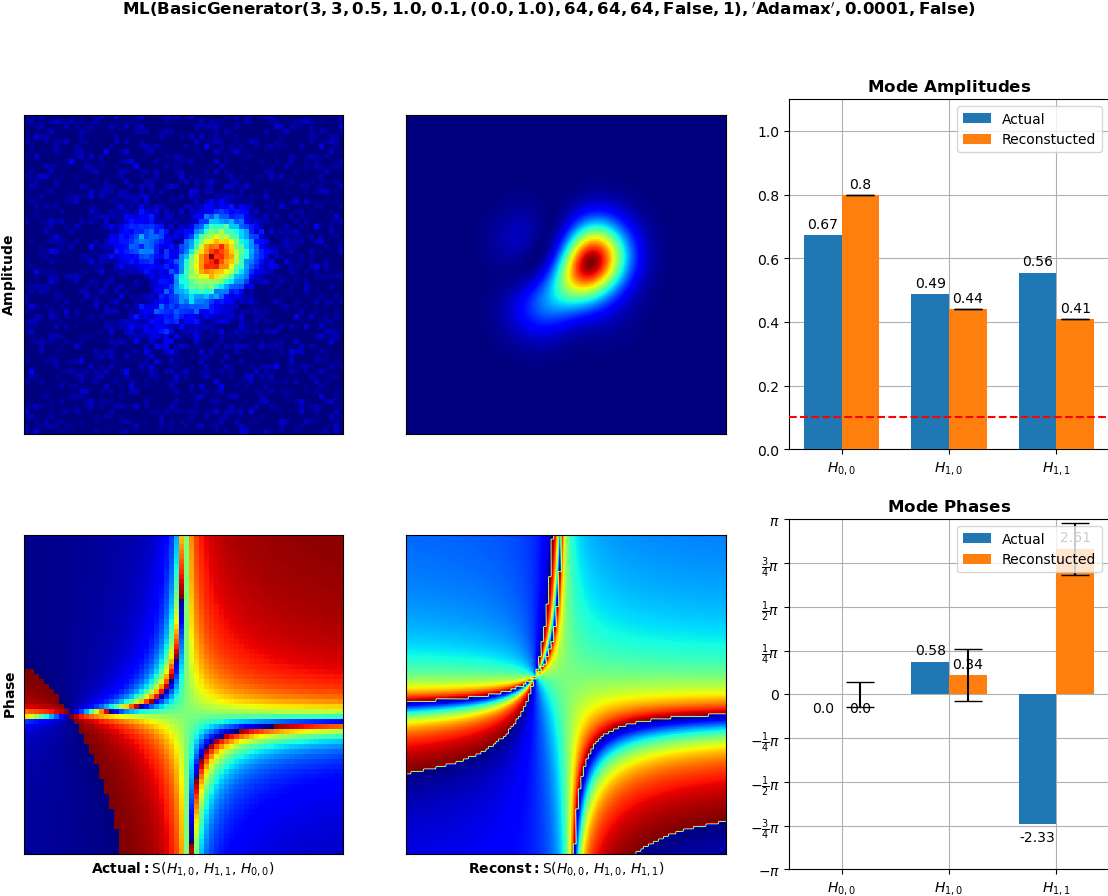 ML(BasicGenerator(3, 3, 0.5, 1.0, 0.1, (0.0, 1.0), 64, 64, 64, False, 1), ′Adamax′, 0.0001, False)
Amplitude
Mode Amplitudes
Actual
Reconstucted
1.0
0.8
0.6
0.4
0.2
0.0
0.67
0.8
0.49
0.44
0.56
0.41
H0,0
H1,0
H1,1
Phase
Actual: S(H1,0, H1,1, H0,0)
Reconst: S(H0,0, H1,0, H1,1)
Mode Phases
Actual
Reconstucted
π
3/4π
1/2π
1/4π
0
−1/4π
−1/2π
−3/4π
−π
0.0
0.0
0.58
0.34
-2.33
2.61
H0,0
H1,0
H1,1